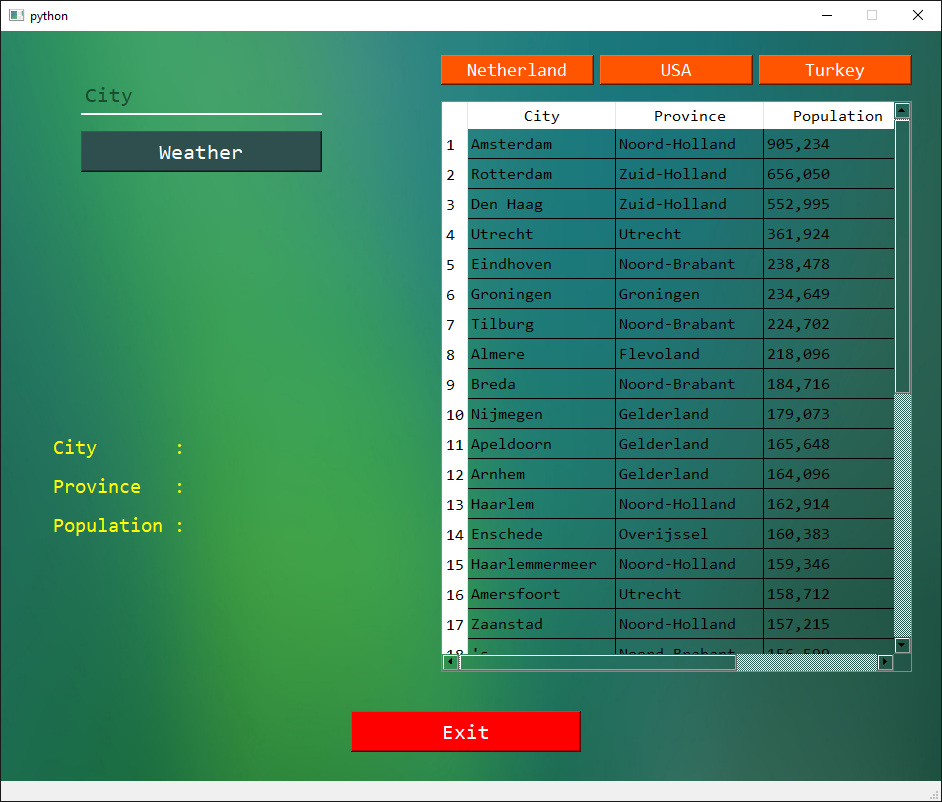 python
Netherland USA Turkey
City
Weather
City Province Population
1 Amsterdam Noord-Holland 905,234
2 Rotterdam Zuid-Holland 656,050
3 Den Haag Zuid-Holland 552,995
4 Utrecht Utrecht 361,924
5 Eindhoven Noord-Brabant 238,478
6 Groningen Groningen 234,649
7 Tilburg Noord-Brabant 224,702
8 Almere Flevoland 218,096
9 Breda Noord-Brabant 184,716
10 Nijmegen Gelderland 179,073
11 Apeldoorn Gelderland 165,648
12 Arnhem Gelderland 164,096
13 Haarlem Noord-Holland 162,914
14 Enschede Overijssel 160,383
15 Haarlemmermeer Noord-Holland 159,346
16 Amersfoort Utrecht 158,712
17 Zaanstad Noord-Holland 157,215
18 's Noord-Brabant
City :
Province :
Population :
Exit